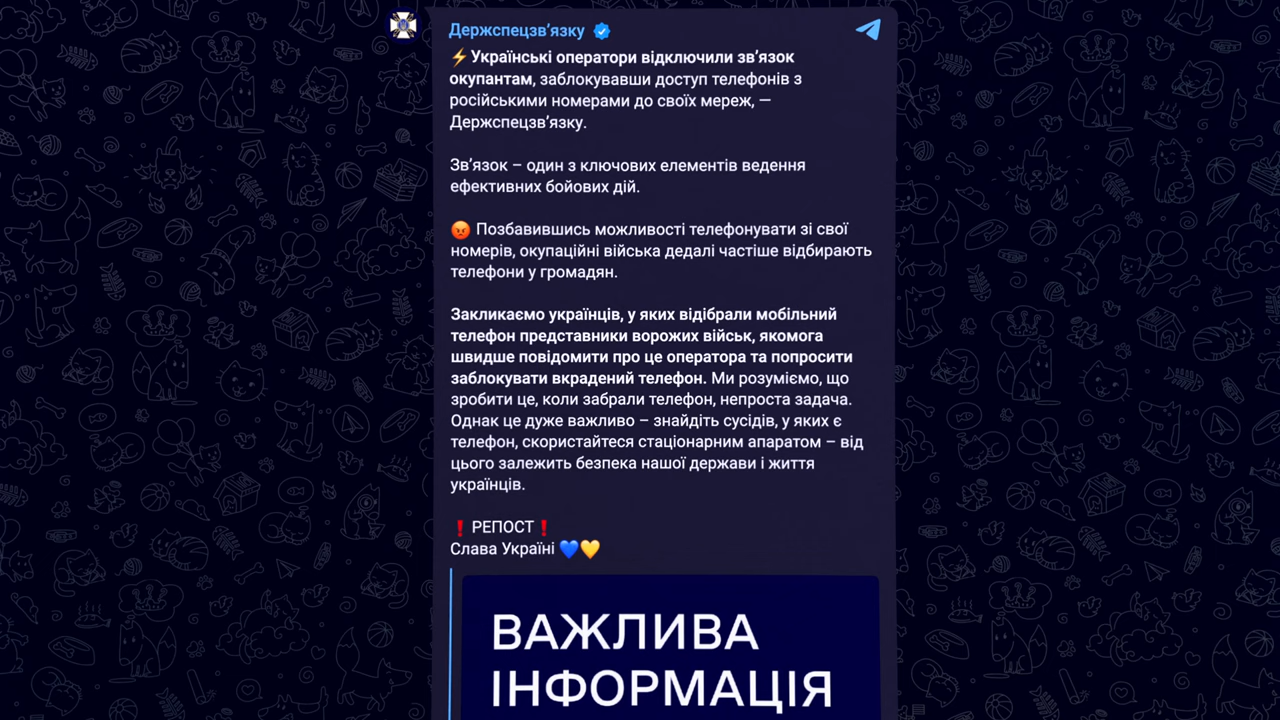 Держспецзв’язку
⚡Українські оператори відключили зв’язок
окупантам, заблокувавши доступ телефонів з
російськими номерами до своїх мереж, —
Держспецзв’язку.
Зв’язок – один з ключових елементів ведення
ефективних бойових дій.
😡 Позбавившись можливості телефонувати зі свої
номерів, окупаційні війська дедалі частіше відбирають
телефони у громадян.
Закликаємо українців, у яких відібрали мобільний
телефон представники ворожих військ, якомога
швидше повідомити про це оператора та попросити
заблокувати вкрадений телефон. Ми розуміємо, що
зробити це, коли забрали телефон, непроста задача.
Однак це дуже важливо – знайдіть сусідів, у яких є
телефон, скористайтеся стаціонарним апаратом – від
цього залежить безпека нашої держави і життя
українців.
❗РЕПОСТ❗
Слава Україні 💙💛
ВАЖЛИВА
ІНФОРМАЦІЯ